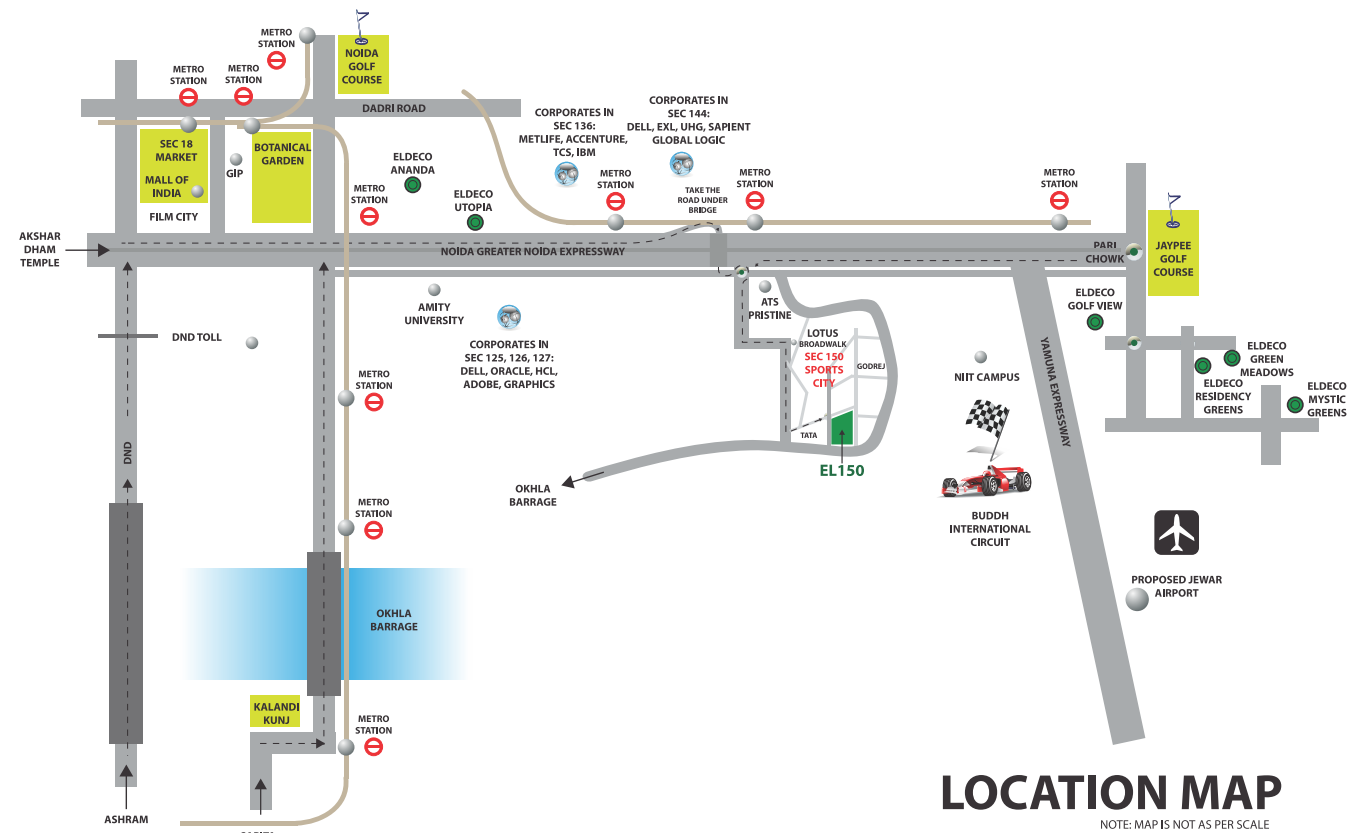 METRO
STATION
NOIDA
GOLF
COURSE
METRO
STATION
METRO
STATION
DADRI ROAD
CORPORATES IN
SEC 136:
METLIFE, ACCENTURE,
TCS, IBM
CORPORATES IN
SEC 144:
DELL, EXL, UHG, SAPIENT
GLOBAL LOGIC
SEC 18
MARKET
MALL OF
INDIA
FILM CITY
GIP
BOTANICAL
GARDEN
ELDECO
ANANDA
METRO
STATION
ELDECO
UTOPIA
METRO
STATION
TAKE THE
ROAD UNDER
BRIDGE
METRO
STATION
METRO
STATION
AKSHAR
DHAM
TEMPLE
NOIDA GREATER NOIDA EXPRESSWAY
PARI
CHOWK
JAYPEE
GOLF
COURSE
AMITY
UNIVERSITY
ATS
PRISTINE
ELDECO
GOLF VIEW
DND TOLL
CORPORATES IN
SEC 125, 126, 127:
DELL, ORACLE, HCL,
ADOBE, GRAPHICS
LOTUS
BROADWALK
SEC 150
SPORTS
CITY
GODREJ
NIIT CAMPUS
YAMUNA EXPRESSWAY
ELDECO
GREEN
MEADOWS
ELDECO
RESIDENCY
GREENS
ELDECO
MYSTIC
GREENS
METRO
STATION
DND
TATA
EL150
OKHLA
BARRAGE
METRO
STATION
BUDDH
INTERNATIONAL
CIRCUIT
PROPOSED JEWAR
AIRPORT
OKHLA
BARRAGE
KALANDI
KUNJ
METRO
STATION
ASHRAM
LOCATION MAP
NOTE: MAP IS NOT AS PER SCALE